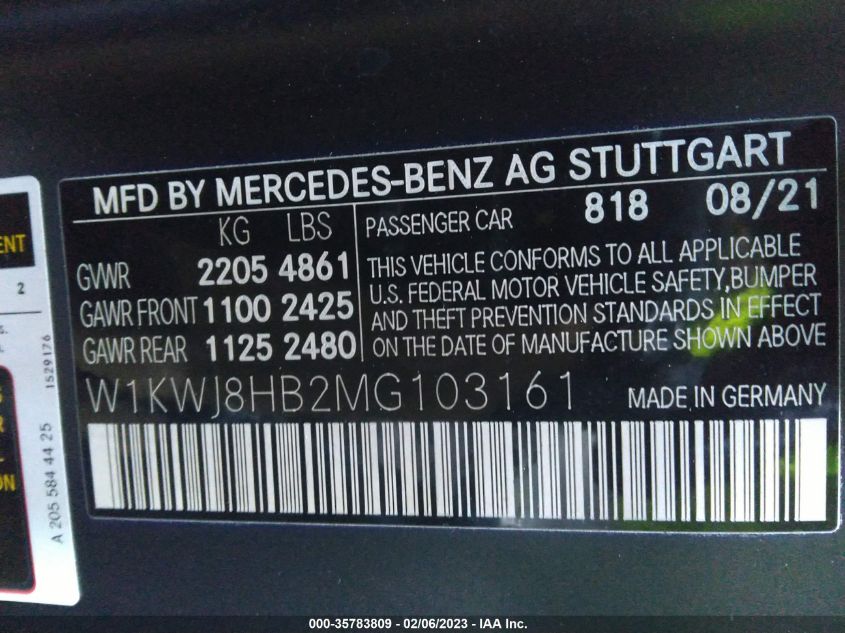 MFD BY MERCEDES-BENZ AG STUTTGART
KG LBS
GVWR 2205 4861
GAWR FRONT 1100 2425
GAWR REAR 1125 2480
PASSENGER CAR 818 08/21
THIS VEHICLE CONFORMS TO ALL APPLICABLE
U.S. FEDERAL MOTOR VEHICLE SAFETY,BUMPER
AND THEFT PREVENTION STANDARDS IN EFFECT
ON THE DATE OF MANUFACTURE SHOWN ABOVE
W1KWJ8HB2MG103161 MADE IN GERMANY
2
1529176
A 205 584 44 25
000-35783809 - 02/06/2023 - IAA Inc.